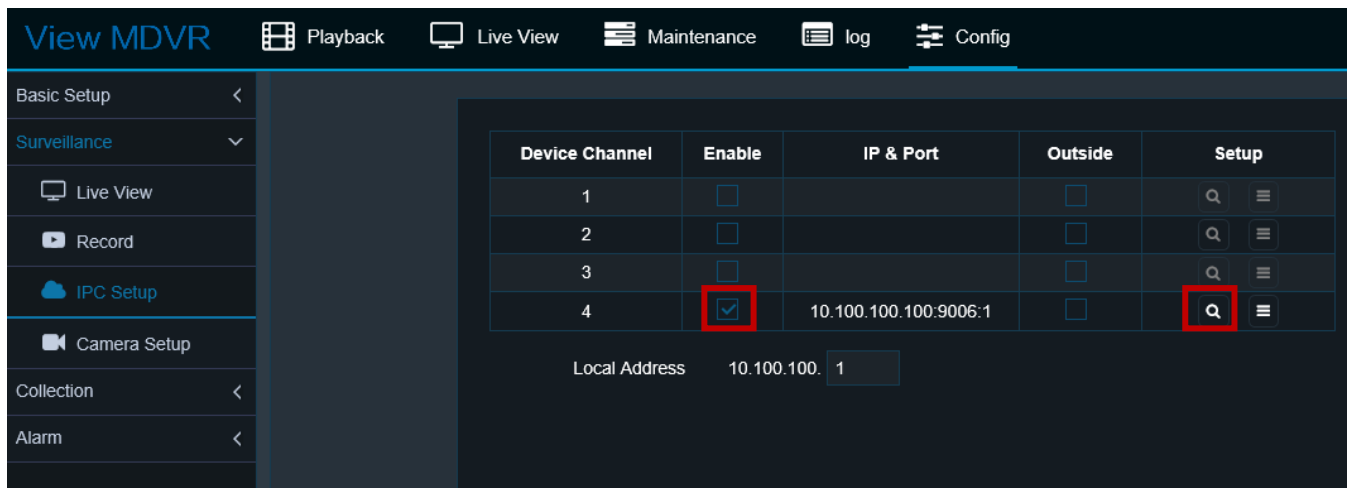 View MDVR Playback Live View Maintenance log Config
Basic Setup
Surveillance
Live View
Record
IPC Setup
Camera Setup
Collection
Alarm
Device Channel Enable IP & Port Outside Setup
1
2
3
4 10.100.100.100:9006:1
Local Address 10.100.100. 1